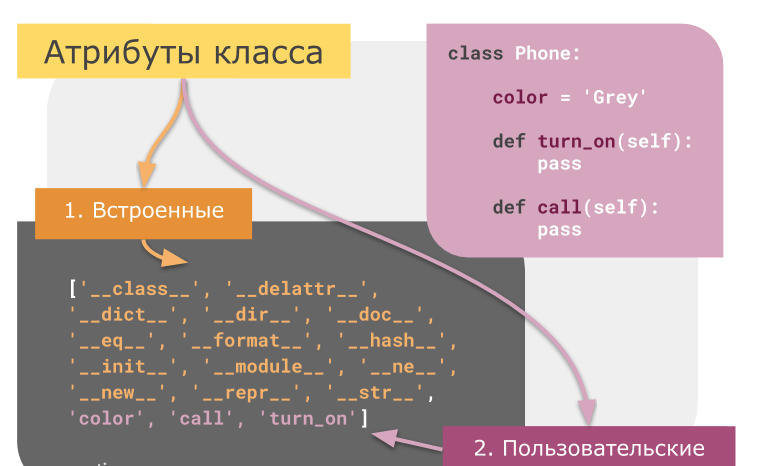 Атрибуты класса
class Phone:
color = 'Grey'
def turn_on(self):
pass
def call(self):
pass
1. Встроенные
['__class__', '__delattr__',
'__dict__', '__dir__', '__doc__',
'__eq__', '__format__', '__hash__',
'__init__', '__module__', '__ne__',
'__new__', '__repr__', '__str__',
'color', 'call', 'turn_on']
2. Пользовательские